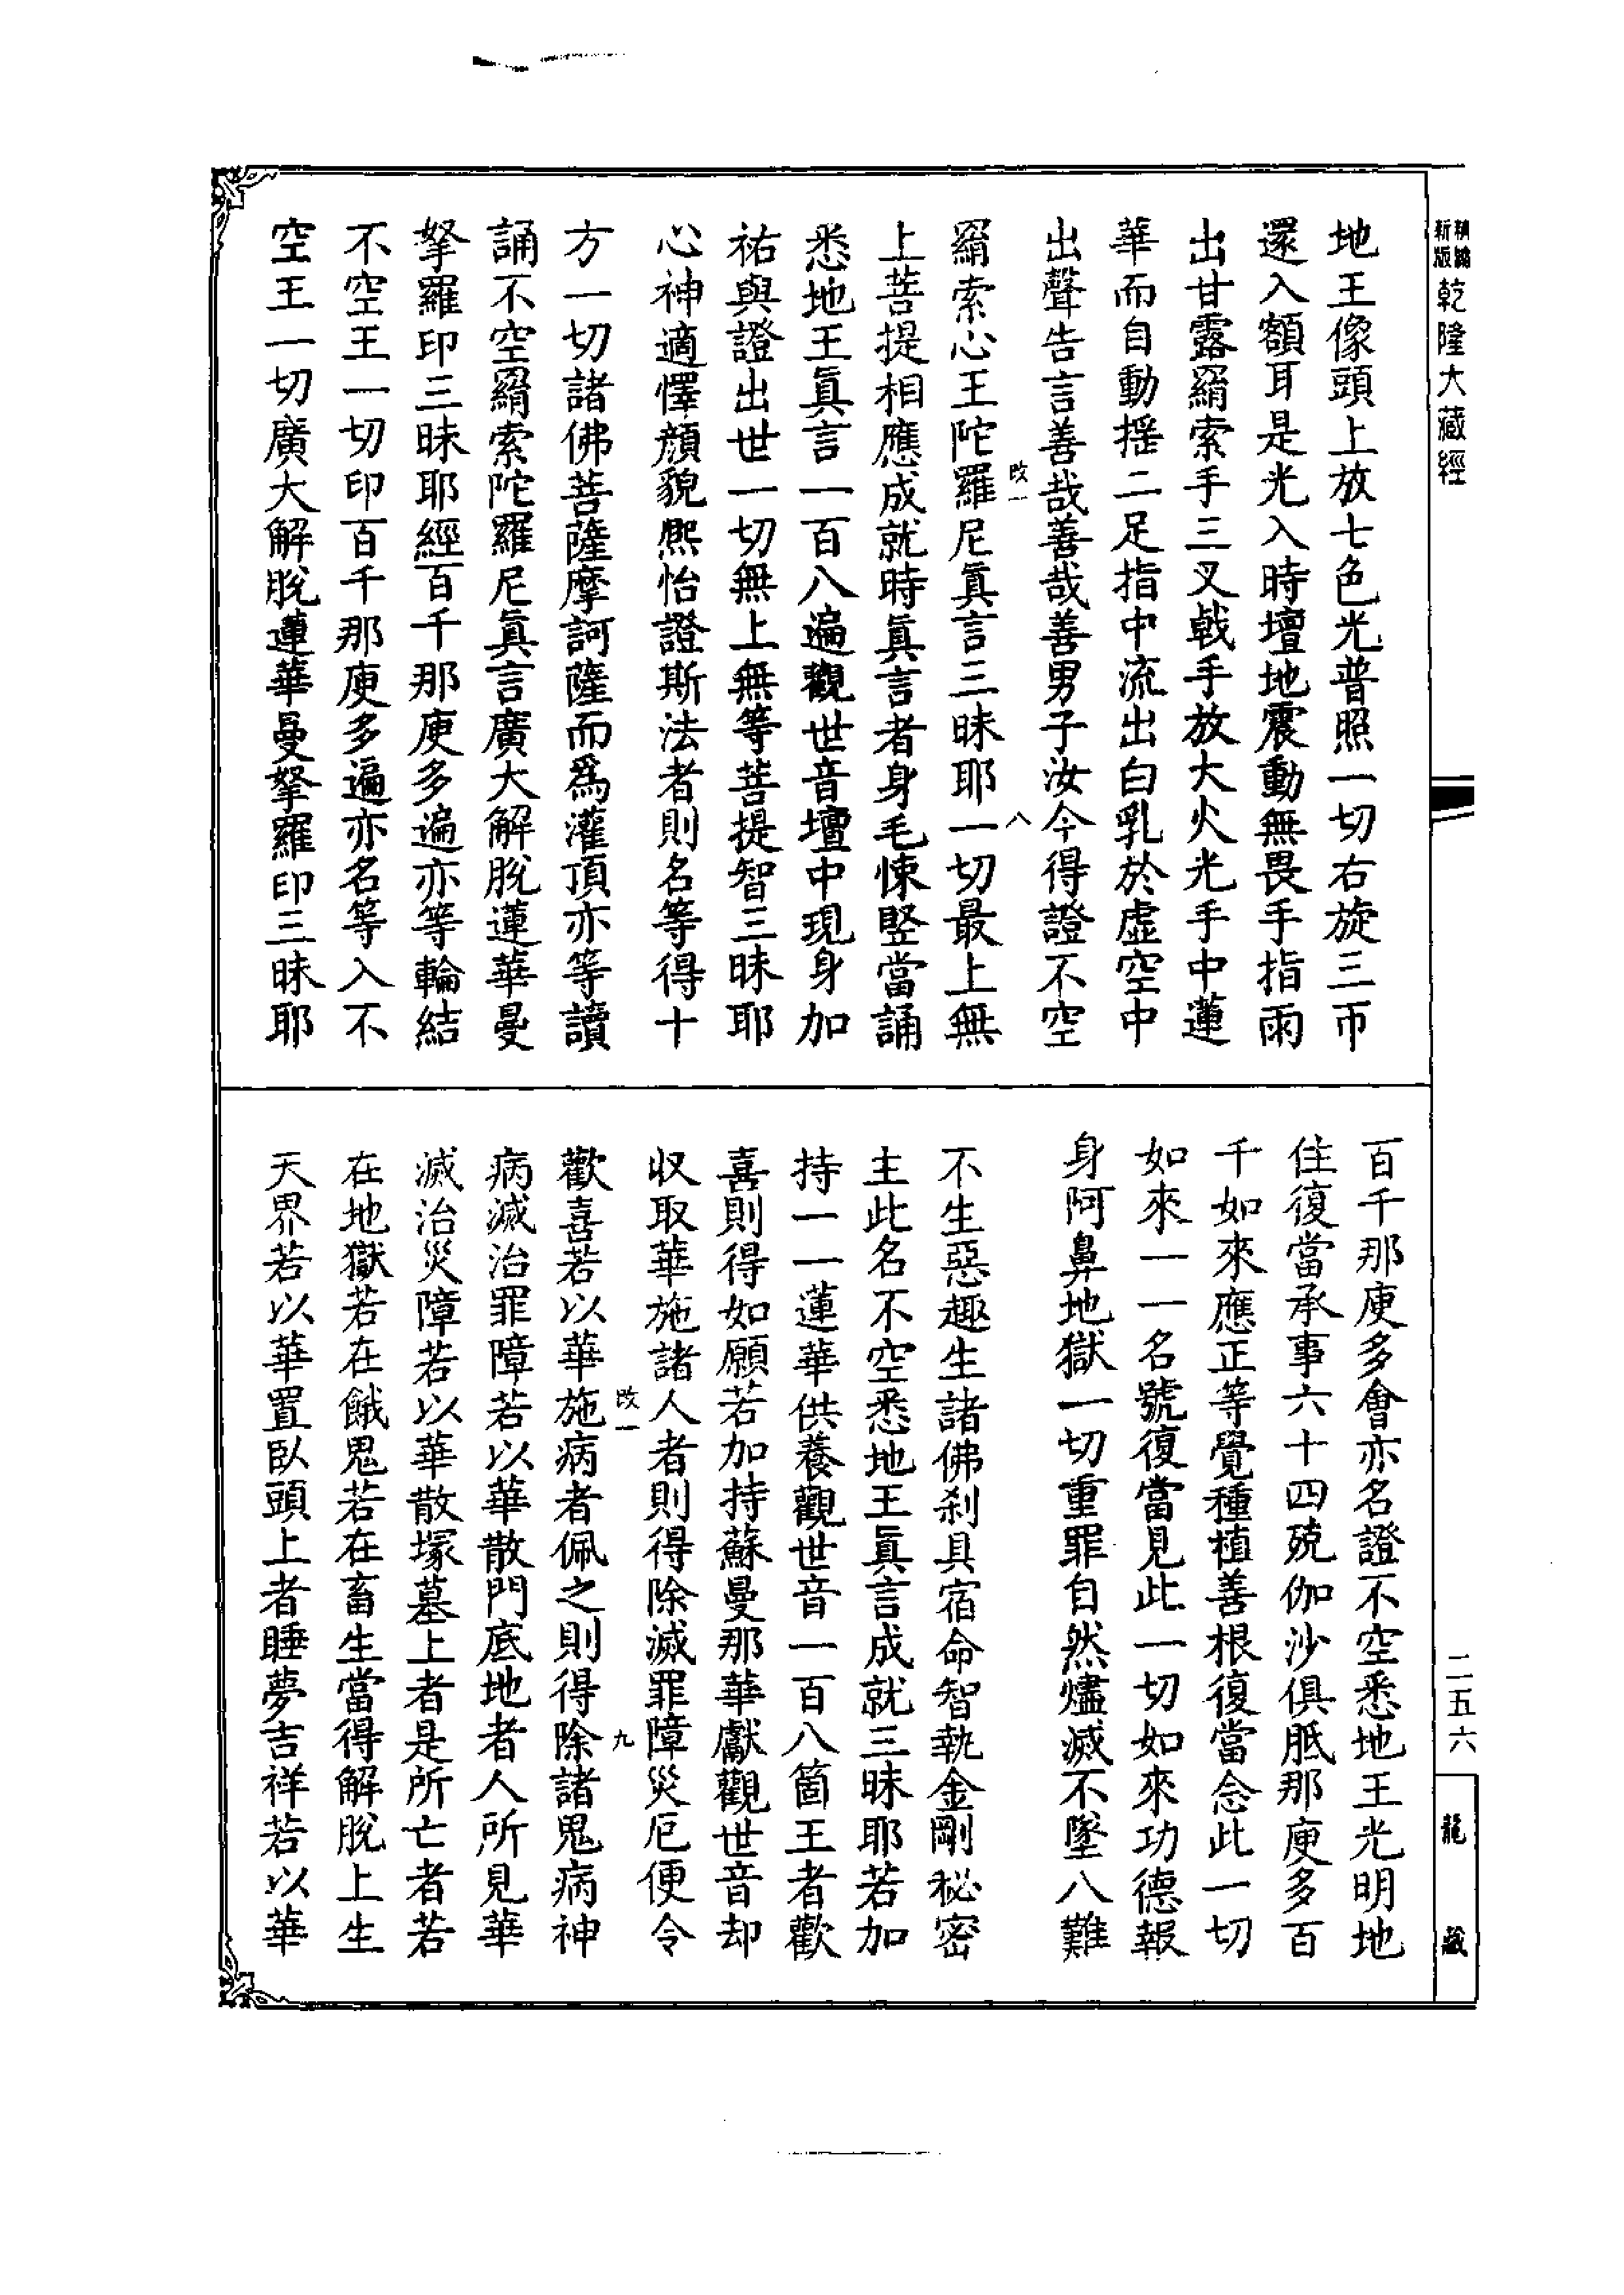 精編
新版
乾隆大藏經
地王像頭上放七色光普照一切右旋三帀
還入額耳是光入時壇地震動無畏手指雨
出甘露羂索手三叉戟手放大火光手中蓮
華而自動搖二足指中流出白乳於虛空中
出聲告言善哉善哉善男子汝今得證不空
改一
八
羂索心王陀羅尼真言三昧耶一切最上無
上菩提相應成就時真言者身毛悚豎當誦
悉地王真言一百八遍觀世音壇中現身加
祐與證出世一切無上無等菩提智三昧耶
心神適懌顏貌熙怡證斯法者則名等得十
方一切諸佛菩薩摩訶薩而為灌頂亦等讀
誦不空羂索陀羅尼真言廣大解脫蓮華曼
拏羅印三昧耶經百千那庾多遍亦等輪結
不空王一切印百千那庾多遍亦名等入不
空王一切廣大解脫蓮華曼拏羅印三昧耶
百千那庾多會亦名證不空悉地王光明地
住復當承事六十四殑伽沙俱胝那庾多百
千如來應正等覺種植善根復當念此一切
如來一一名號復當見此一切如來功德報
身阿鼻地獄一切重罪自然燼滅不墜八難
不生惡趣生諸佛剎具宿命智執金剛祕密
主此名不空悉地王真言成就三昧耶若加
持一一蓮華供養觀世音一百八箇王者歡
喜則得如願若加持蘇曼那華獻觀世音却
収取華施諸人者則得除滅罪障災厄便令
改一
九
歡喜若以華施病者佩之則得除諸鬼病神
病滅治罪障若以華散門底地者人所見華
滅治災障若以華散塚墓上者是所亡者若
在地獄若在餓鬼若在畜生當得解脫上生
天界若以華置臥頭上者睡夢吉祥若以華
二五六
龍藏